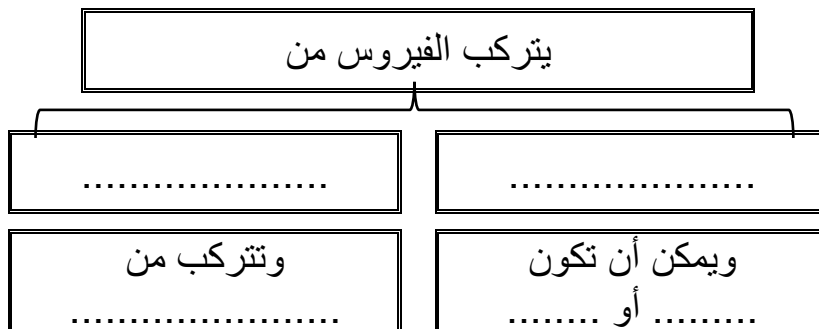 يتركب الفيروس من
.....................
.....................
ويمكن أن تكون
......... أو ........
وتتركب من
.......................